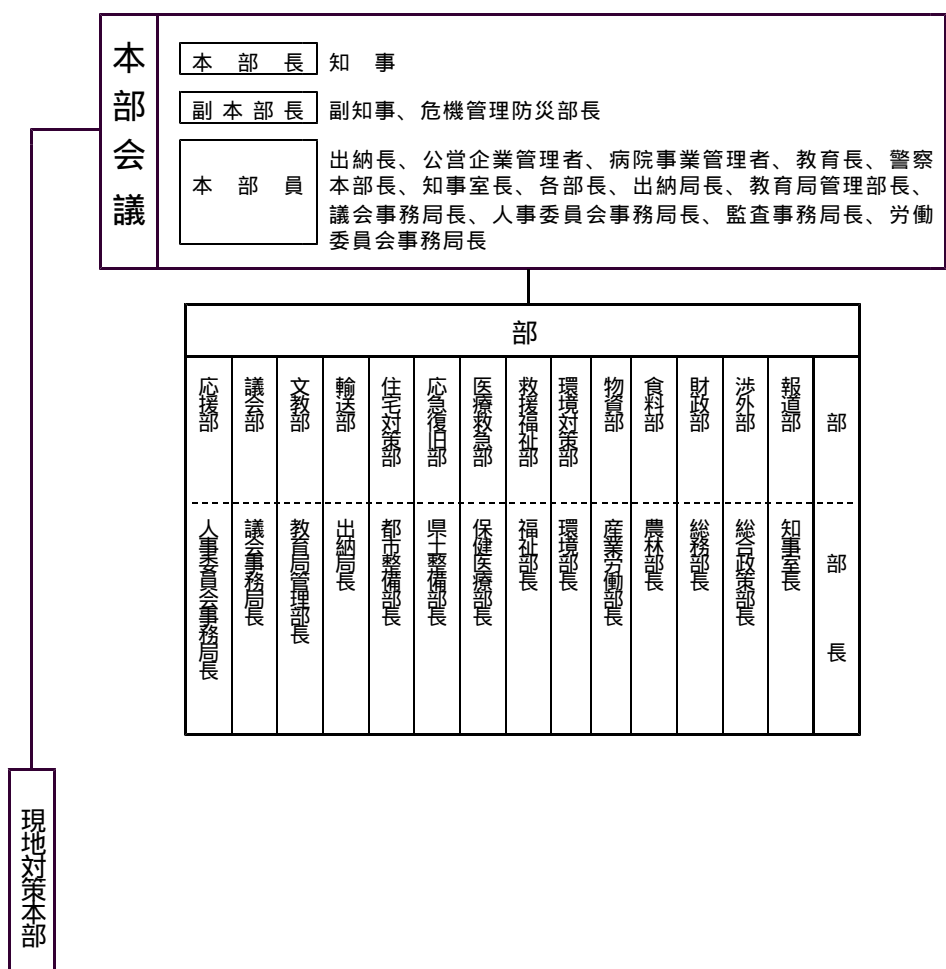 本部会議
本部長 知事
副本部長 副知事、危機管理防災部長
本部員
出納長、公営企業管理者、病院事業管理者、教育長、警察
本部長、知事室長、各部長、出納局長、教育局管理部長、
議会事務局長、人事委員会事務局長、監査事務局長、労働
委員会事務局長
部
部
報道部
渉外部
財政部
食料部
物資部
環境対策部
救援福祉部
医療救急部
応急復旧部
住宅対策部
輸送部
文教部
議会部
応援部
部長
知事室長
総合政策部長
総務部長
農林部長
産業労働部長
環境部長
福祉部長
保健医療部長
県土整備部長
都市整備部長
出納局長
教育局管理部長
議会事務局長
人事委員会事務局長
現地対策本部